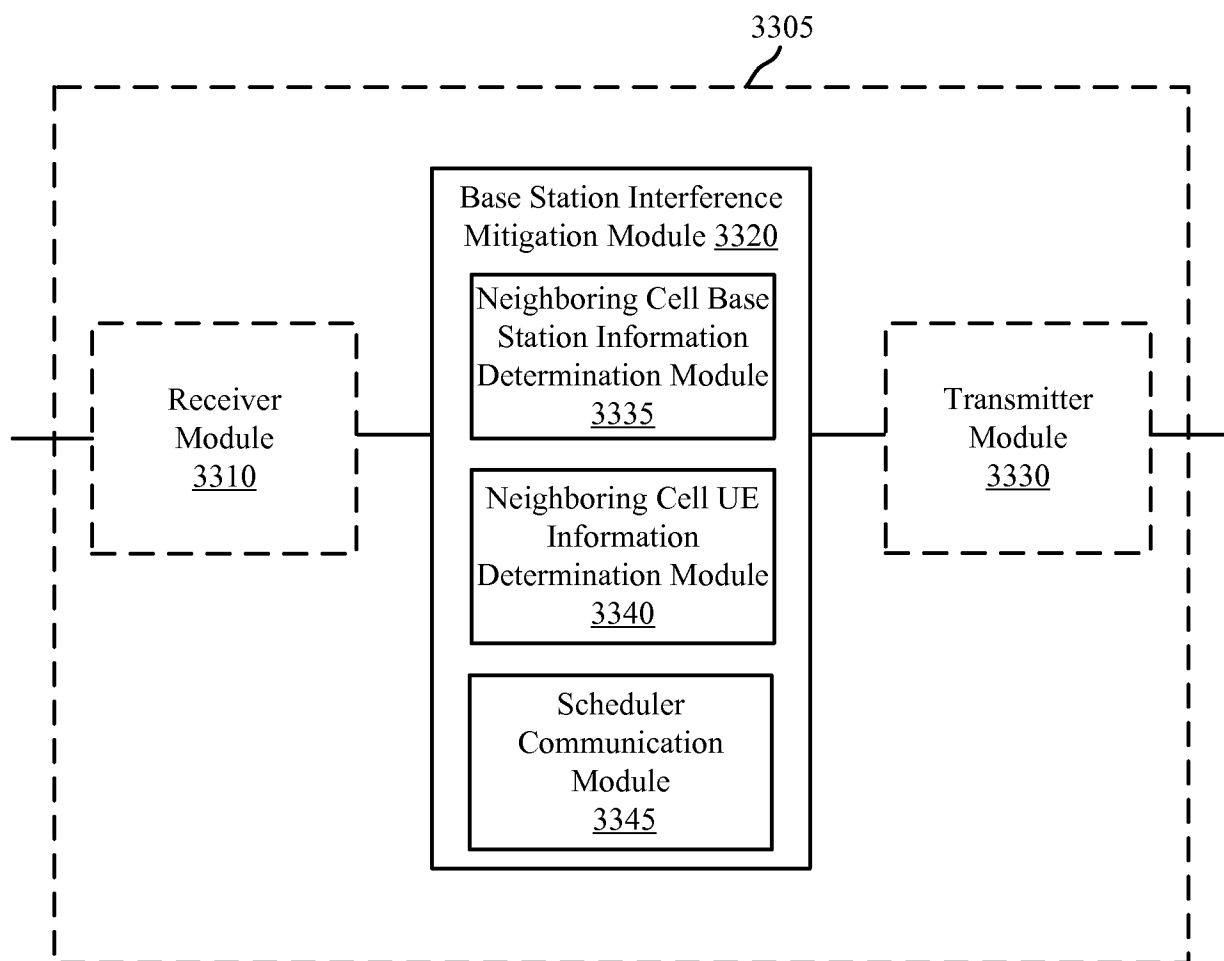 3305
Base Station Interference
Mitigation Module 3320
Neighboring Cell Base
Station Information
Determination Module
3335
Receiver
Module
3310
Transmitter
Module
3330
Neighboring Cell UE
Information
Determination Module
3340
Scheduler
Communication
Module
3345